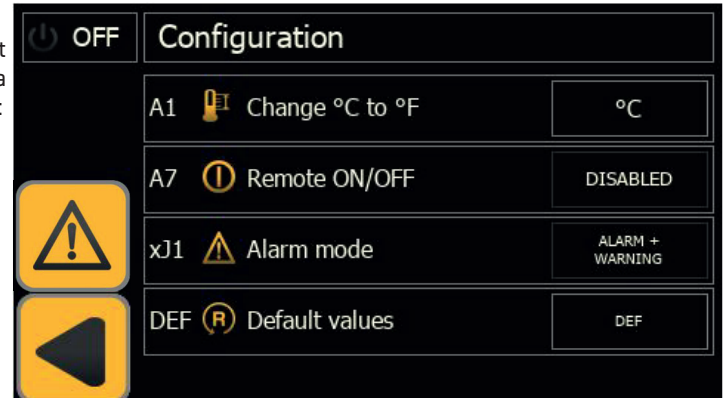 OFF
Configuration
t
a
:
A1 Change °C to °F
°C
A7 Remote ON/OFF
DISABLED
xJ1 Alarm mode
ALARM +
WARNING
DEF R Default values
DEF